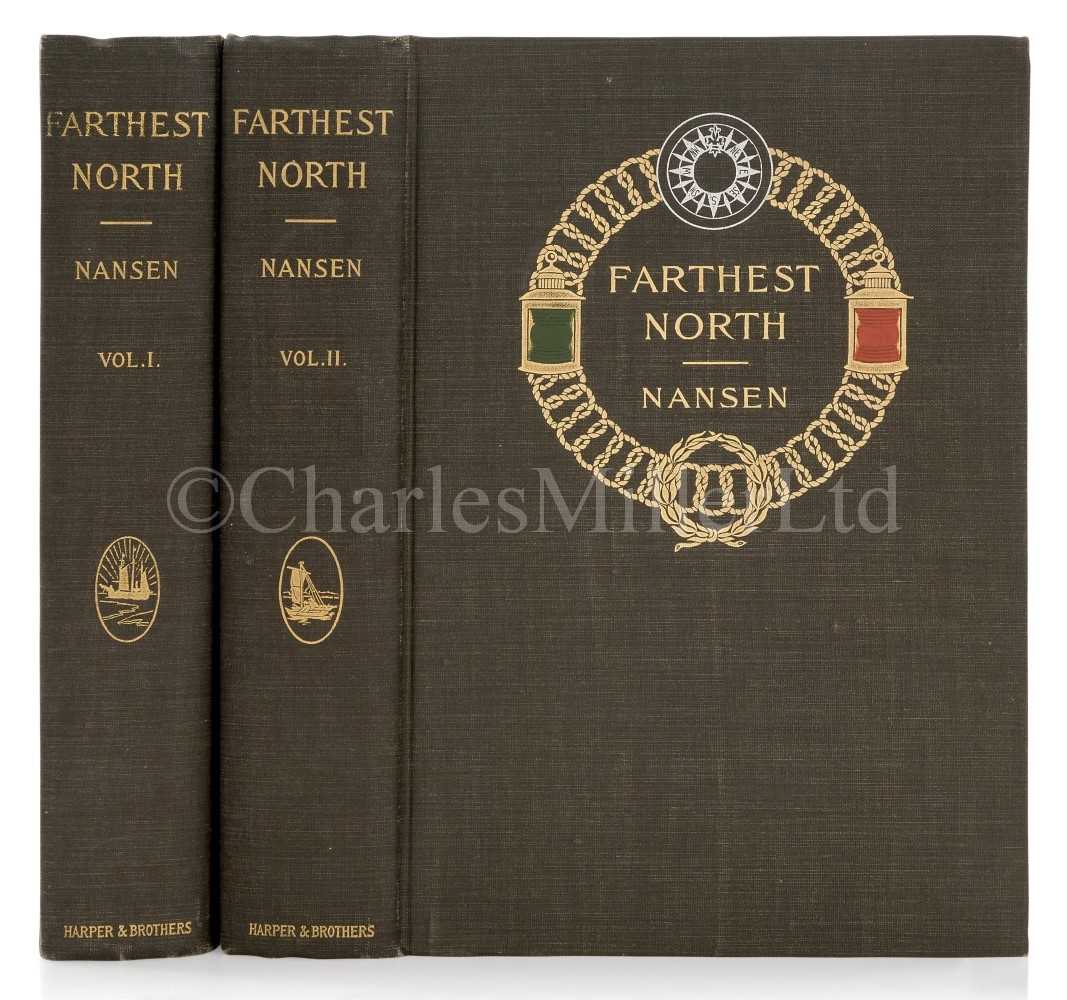 FARTHEST
NORTH
NANSEN
VOL.I.
HARPER & BROTHERS
FARTHEST
NORTH
NANSEN
VOL.II.
HARPER & BROTHERS
FARTHEST
NORTH
NANSEN
©CharlesMillerLtd